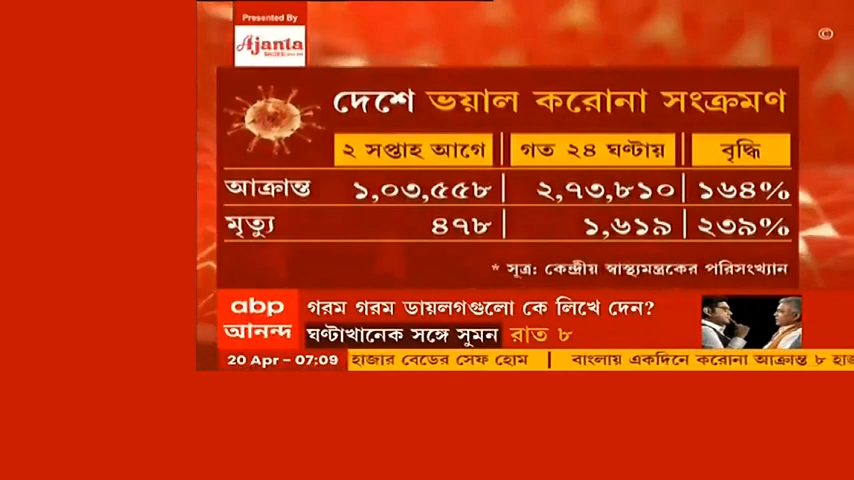 Presented By
Ajanta
©
দেশে ভয়াল করোনা সংক্রমণ
২ সপ্তাহ আগে গত ২৪ ঘণ্টায় বৃদ্ধি
আক্রান্ত ১,০৩,৫৫৮ ২,৭৩,৮১০ ১৬৪%
মৃত্যু ৪৭৮ ১,৬১৯ ২৩৯%
* সূত্র: কেন্দ্রীয় স্বাস্থ্যমন্ত্রকের পরিসংখ্যান
abp
আনন্দ
গরম গরম ডায়লগগুলো কে লিখে দেন?
ঘণ্টাখানেক সঙ্গে সুমন রাত ৮
20 Apr – 07:09 হাজার বেডের সেফ হোম | বাংলায় একদিনে করোনা আক্রান্ত ৮